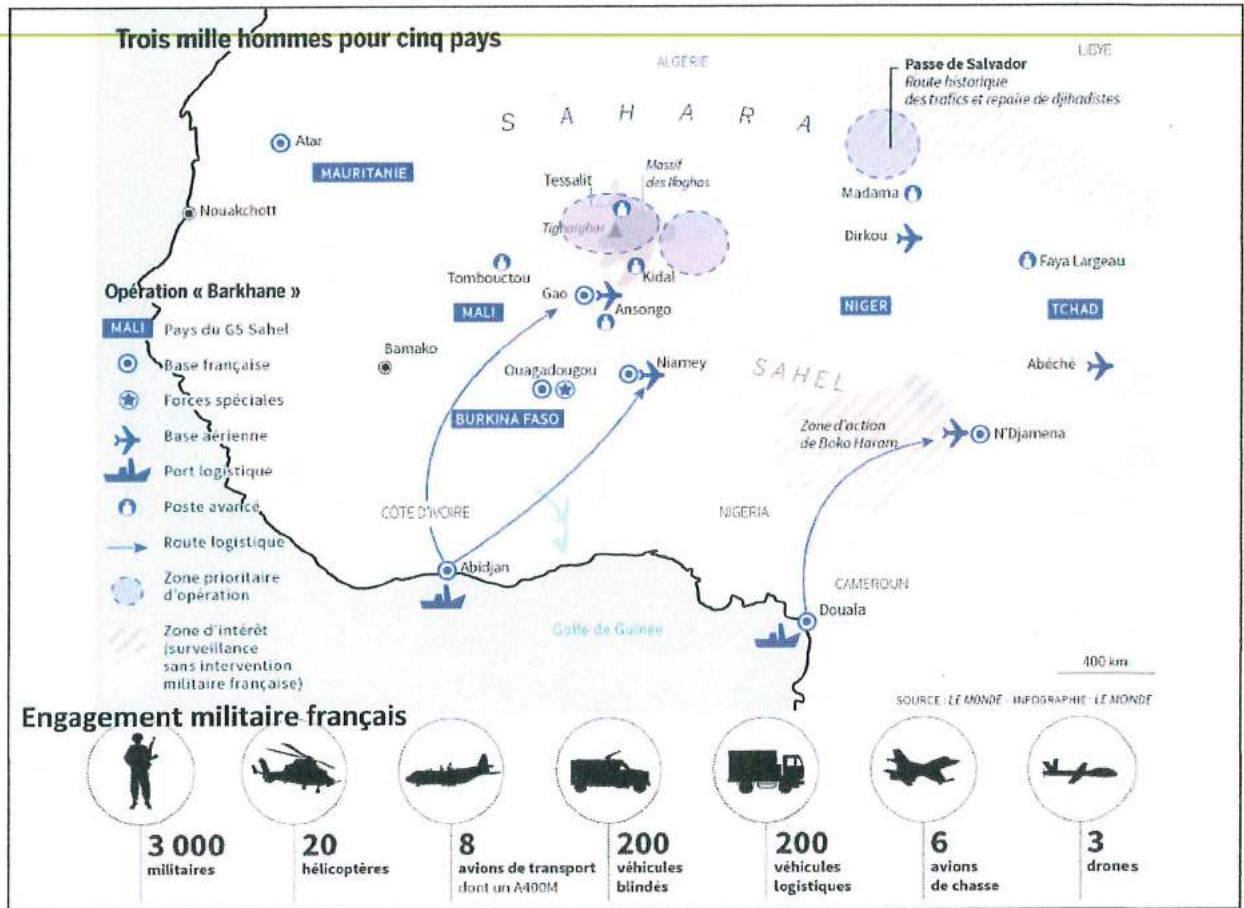 Trois mille hommes pour cinq pays
LIBYE
ALGÉRIE
Passe de Salvador
Route historique
des trafics et repaire de djihadistes
SAHARA
Atar
MAURITANIE
Massif
des Ifoghas
Tessalit
Madama
Nouakchott
Tigharghar
Dirkou
Faya Largeau
Tombouctou
Kidal
Opération « Barkhane »
Gao
Ansongo
MALI
NIGER
TCHAD
MALI
Pays du G5 Sahel
Bamako
Base française
Ouagadougou
Niamey
SAHEL
Abéché
Forces spéciales
BURKINA FASO
Zone d'action
de Boko Haram
N'Djamena
Base aérienne
Port logistique
Poste avancé
CÔTE D'IVOIRE
NIGERIA
Route logistique
Abidjan
Zone prioritaire
d'opération
CAMEROUN
Douala
Golfe de Guinée
Zone d'intérêt
(surveillance
sans intervention
militaire française)
400 km
SOURCE : LE MONDE - INFOGRAPHIE : LE MONDE
Engagement militaire français
3 000
militaires
20
hélicoptères
8
avions de transport
dont un A400M
200
véhicules
blindés
200
véhicules
logistiques
6
avions
de chasse
3
drones